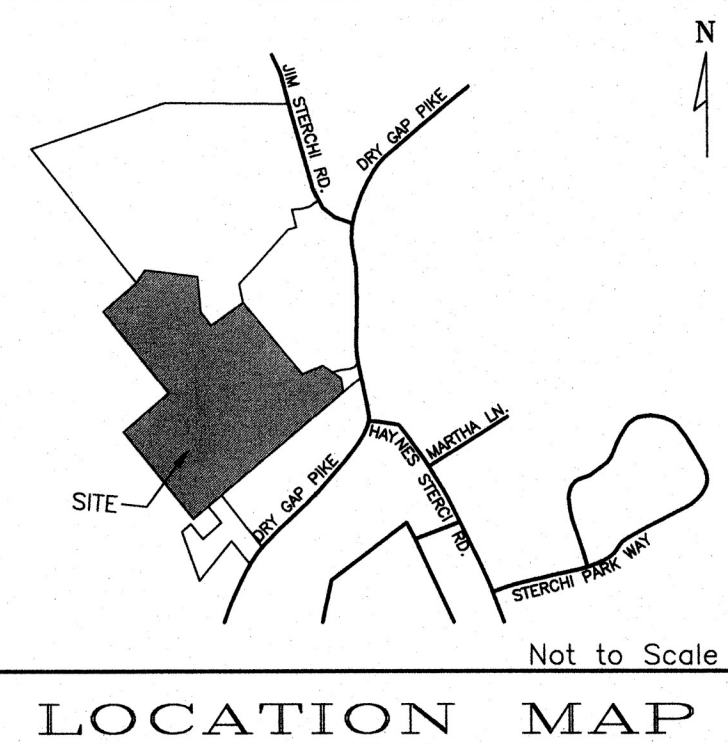 N
JIM STERCHI RD.
DRY GAP PIKE
MARTHA LN.
HAYNES STERCI RD.
SITE
DRY GAP PIKE
STERCHI PARK WAY
Not to Scale
LOCATION MAP